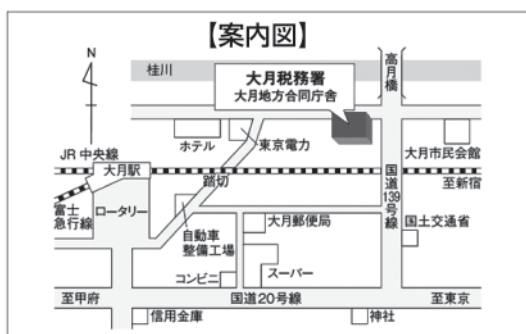 【案内図】
N
桂川
大月税務署
大月地方合同庁舎
高月橋
ホテル
東京電力
大月市民会館
JR中央線
大月駅
踏切
至新宿
富士
急行線
ロータリー
国道139号線
自動車
整備工場
大月郵便局
国土交通省
コンビニ
スーパー
至甲府
国道20号線
至東京
信用金庫
神社